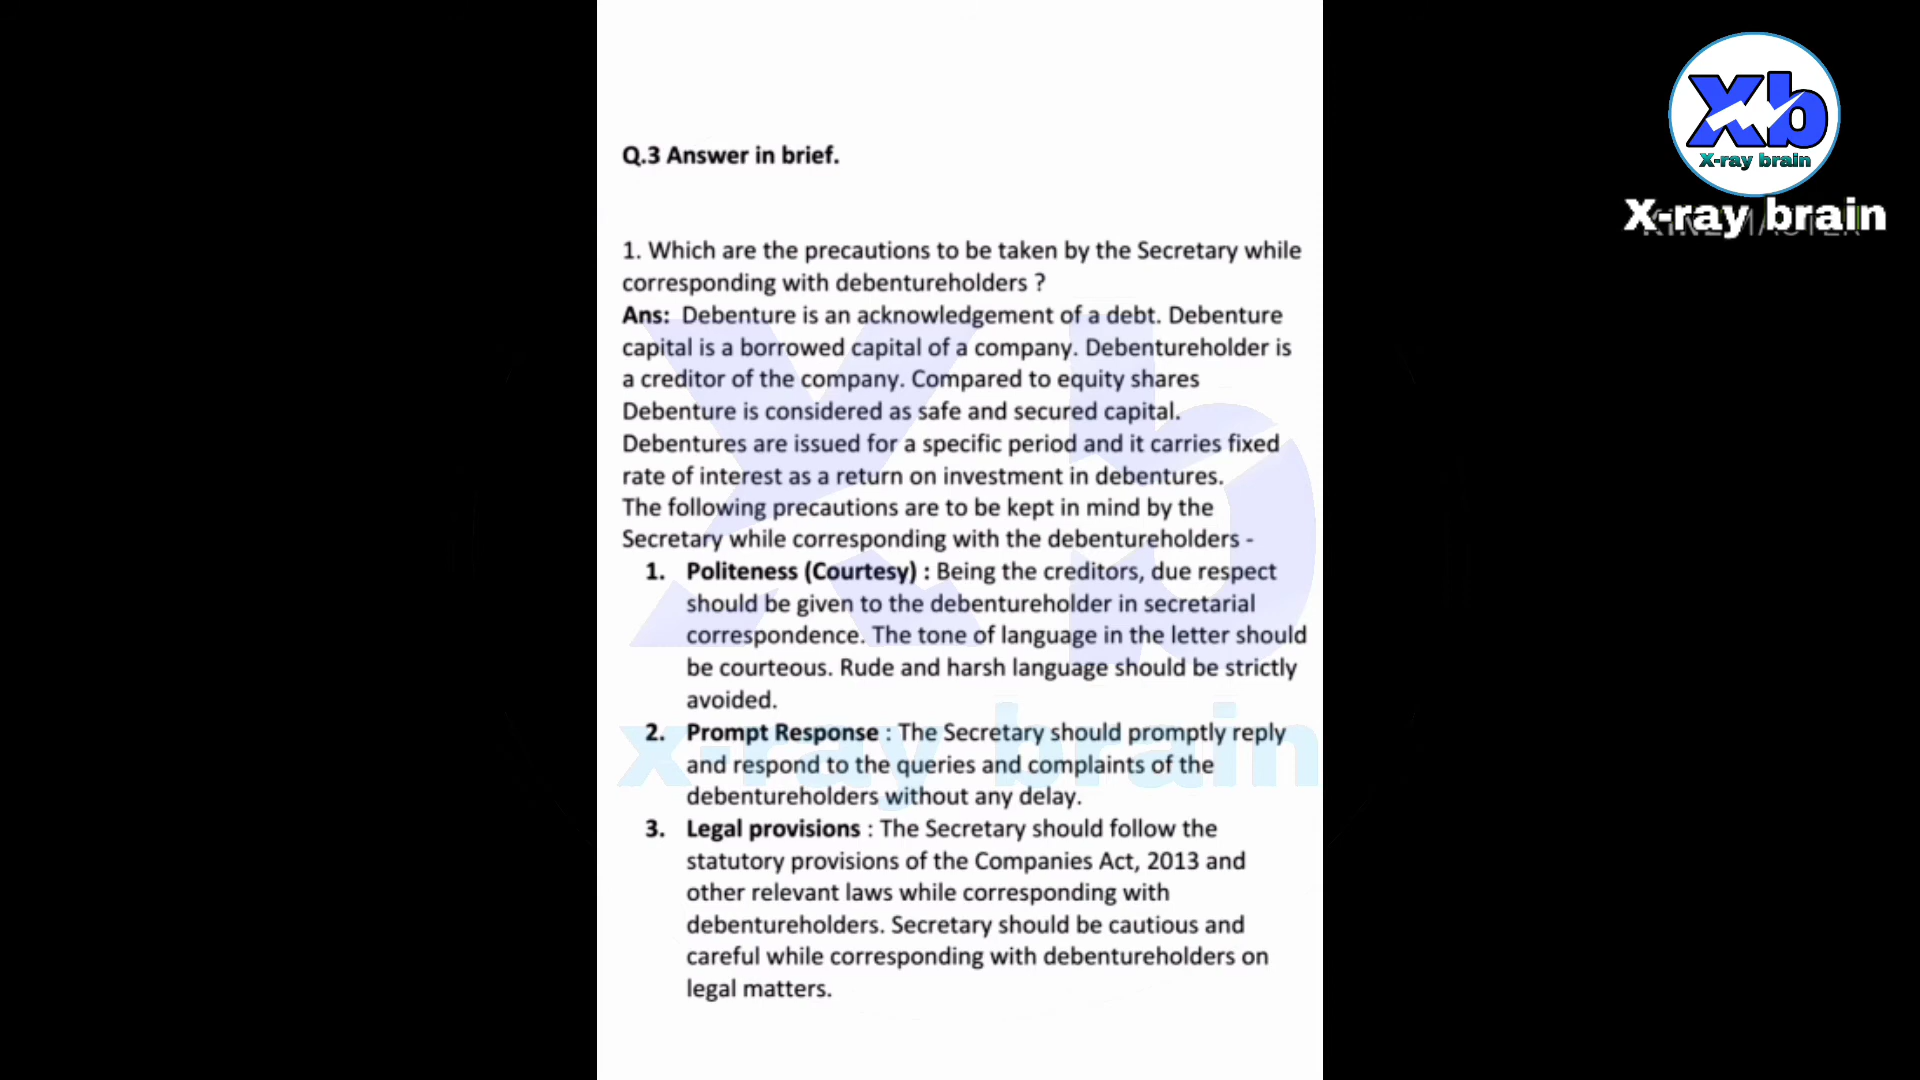 Xb
X-ray brain
X-ray brain
Q.3 Answer in brief.
1. Which are the precautions to be taken by the Secretary while
corresponding with debentureholders ?
Ans: Debenture is an acknowledgement of a debt. Debenture
capital is a borrowed capital of a company. Debentureholder is
a creditor of the company. Compared to equity shares
Debenture is considered as safe and secured capital.
Debentures are issued for a specific period and it carries fixed
rate of interest as a return on investment in debentures.
The following precautions are to be kept in mind by the
Secretary while corresponding with the debentureholders -
1. Politeness (Courtesy) : Being the creditors, due respect
should be given to the debentureholder in secretarial
correspondence. The tone of language in the letter should
be courteous. Rude and harsh language should be strictly
avoided.
2. Prompt Response : The Secretary should promptly reply
and respond to the queries and complaints of the
debentureholders without any delay.
3. Legal provisions : The Secretary should follow the
statutory provisions of the Companies Act, 2013 and
other relevant laws while corresponding with
debentureholders. Secretary should be cautious and
careful while corresponding with debentureholders on
legal matters.
Xb
x-ray brain